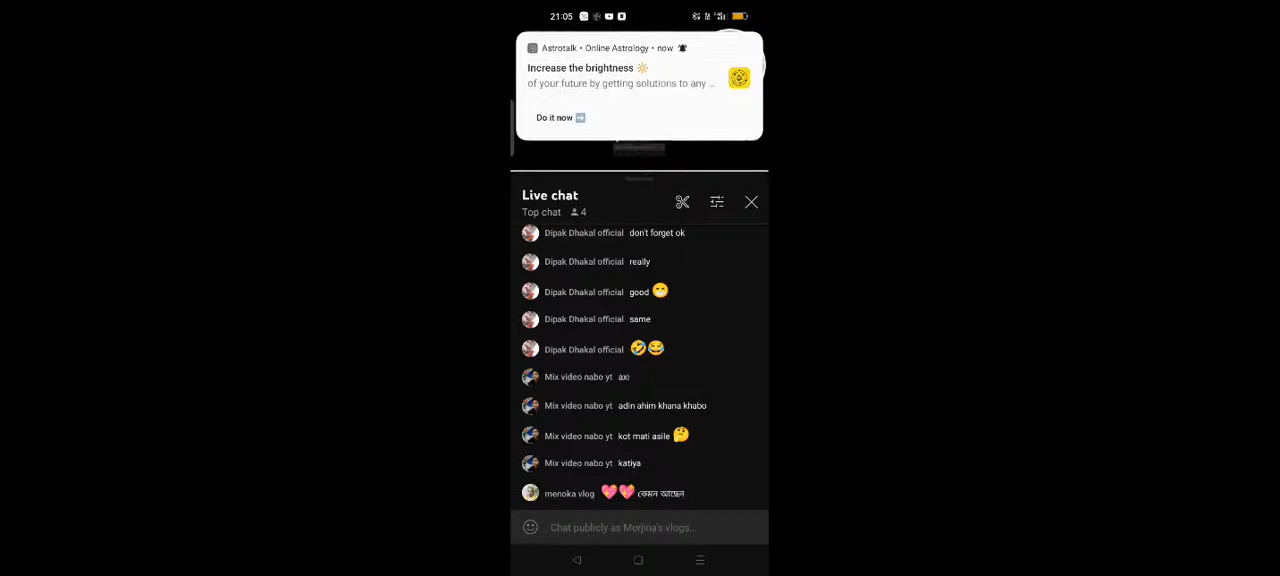 21:05
Astrotalk • Online Astrology • now
Increase the brightness 🔆
of your future by getting solutions to any ...
Do it now ➡️
Live chat
Top chat 4
Dipak Dhakal official don't forget ok
Dipak Dhakal official really
Dipak Dhakal official good 😁
Dipak Dhakal official same
Dipak Dhakal official 🤣😂
Mix video nabo yt axi
Mix video nabo yt adin ahim khana khabo
Mix video nabo yt kot mati asile 🤔
Mix video nabo yt katiya
menoka vlog 💖💖 কেমন আছেন
Chat publicly as Morjina's vlogs...